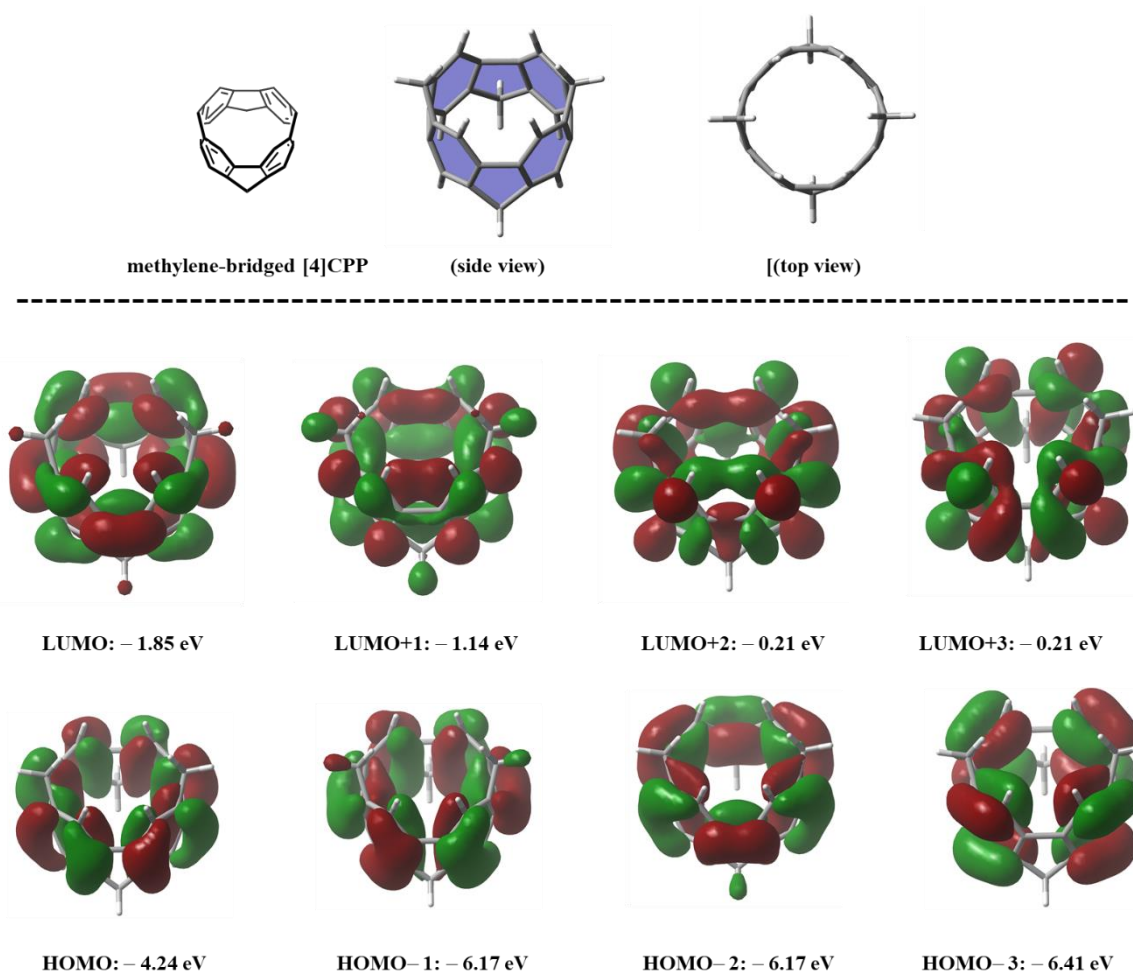 methylene-bridged [4]CPP (side view) [(top view)
LUMO: – 1.85 eV LUMO+1: – 1.14 eV LUMO+2: – 0.21 eV LUMO+3: – 0.21 eV
HOMO: – 4.24 eV HOMO– 1: – 6.17 eV HOMO– 2: – 6.17 eV HOMO– 3: – 6.41 eV